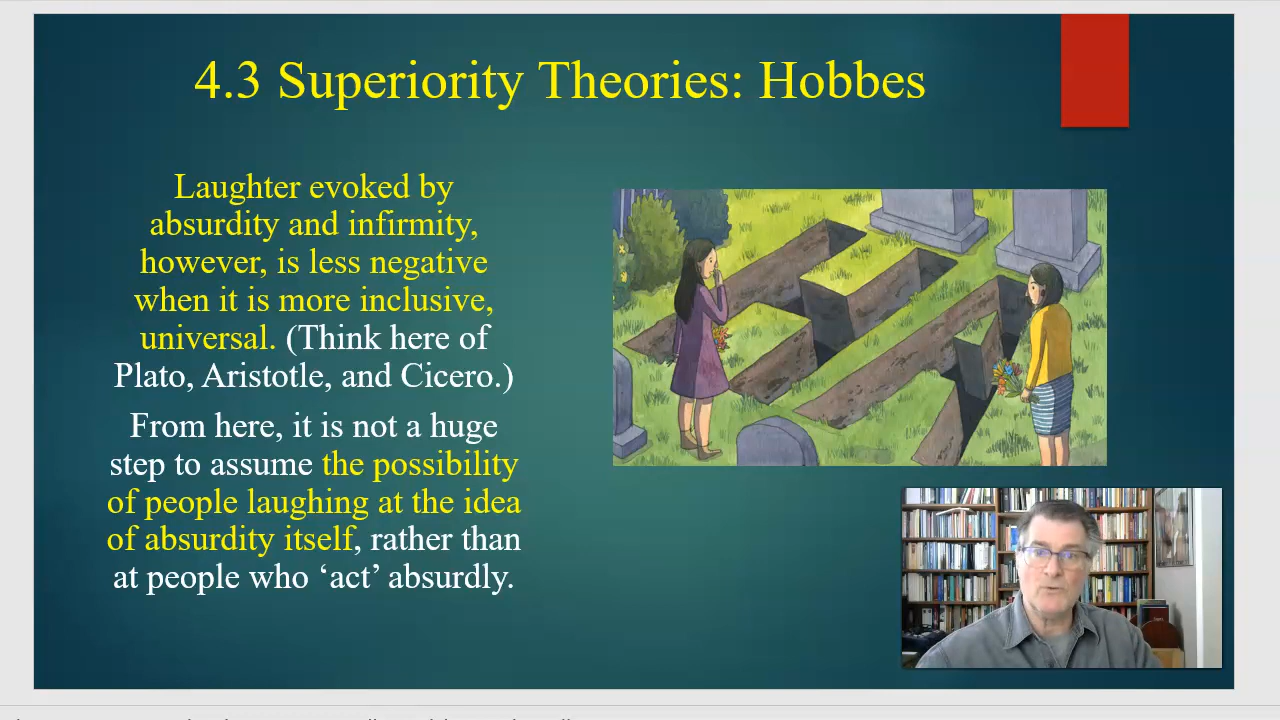 4.3 Superiority Theories: Hobbes
Laughter evoked by
absurdity and infirmity,
however, is less negative
when it is more inclusive,
universal. (Think here of
Plato, Aristotle, and Cicero.)
From here, it is not a huge
step to assume the possibility
of people laughing at the idea
of absurdity itself, rather than
at people who ‘act’ absurdly.